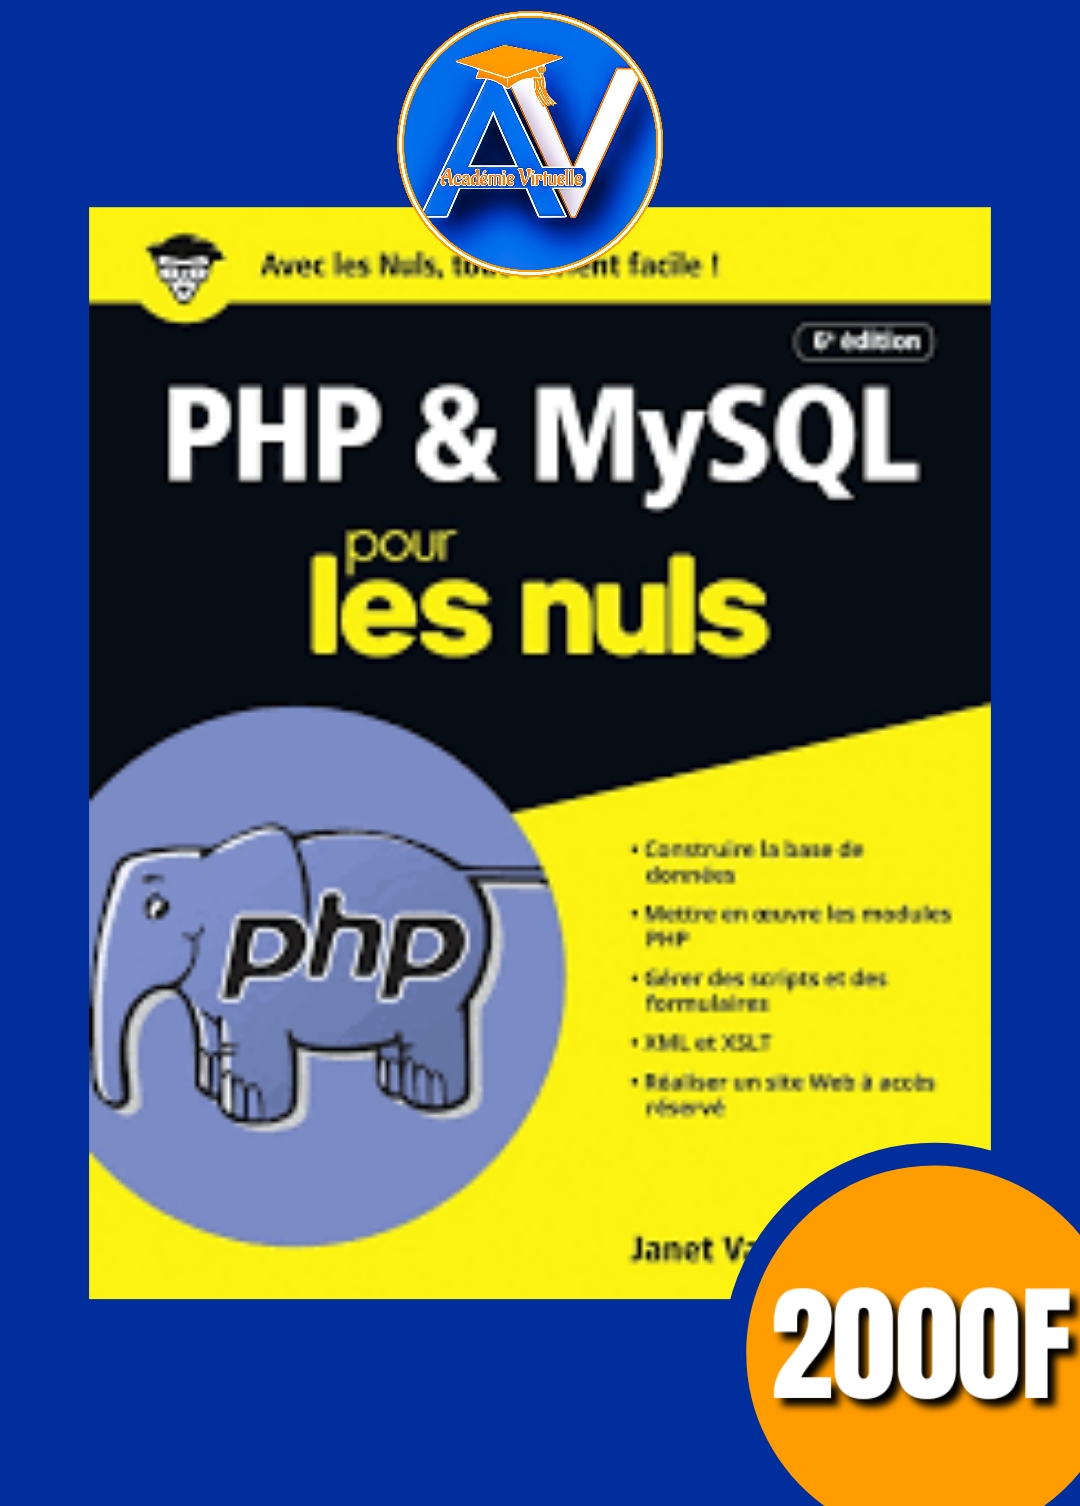 AV
Académie Virtuelle
Avec les Nuls, facile !
6e édition
PHP & MySQL
pour
les nuls
php
• Construire la base de
données
• Mettre en œuvre les modules
PHP
• Gérer des scripts et des
formulaires
• XML et XSLT
• Réaliser un site Web à accès
réservé
Janet
2000F